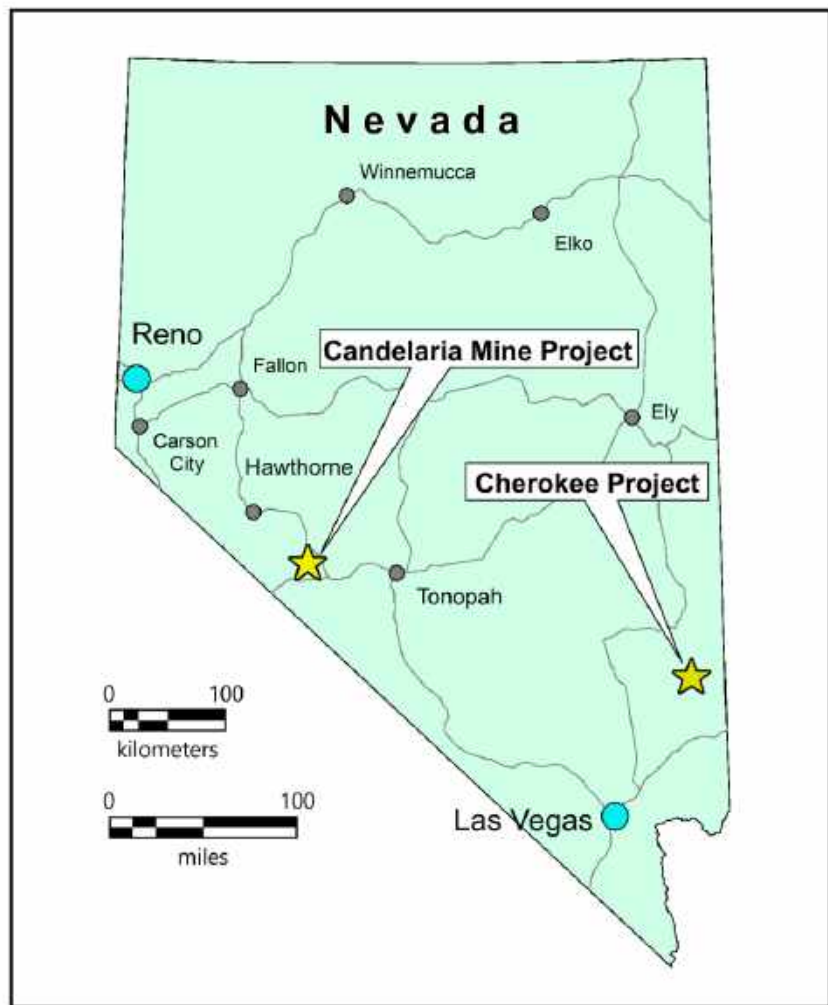 N e v a d a
Winnemucca
Elko
Reno
Candelaria Mine Project
Fallon
Ely
Carson
City
Hawthorne
Cherokee Project
Tonopah
0 100
kilometers
0 100
miles
Las Vegas